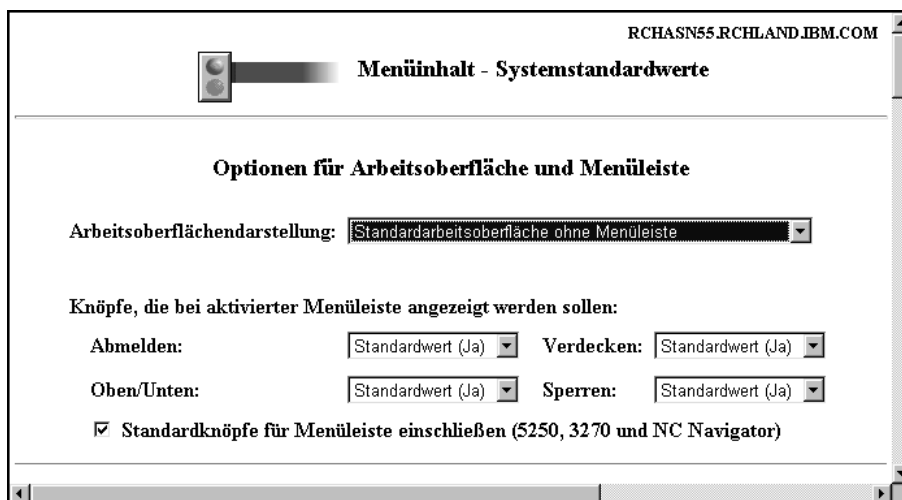 RCHASN55.RCHLAND.IBM.COM
Menüinhalt - Systemstandardwerte
Optionen für Arbeitsoberfläche und Menüleiste
Arbeitsoberflächendarstellung: Standardarbeitsoberfläche ohne Menüleiste
Knöpfe, die bei aktivierter Menüleiste angezeigt werden sollen:
Abmelden: Standardwert (Ja) Verdecken: Standardwert (Ja)
Oben/Unten: Standardwert (Ja) Sperren: Standardwert (Ja)
Standardknöpfe für Menüleiste einschließen (5250, 3270 und NC Navigator)